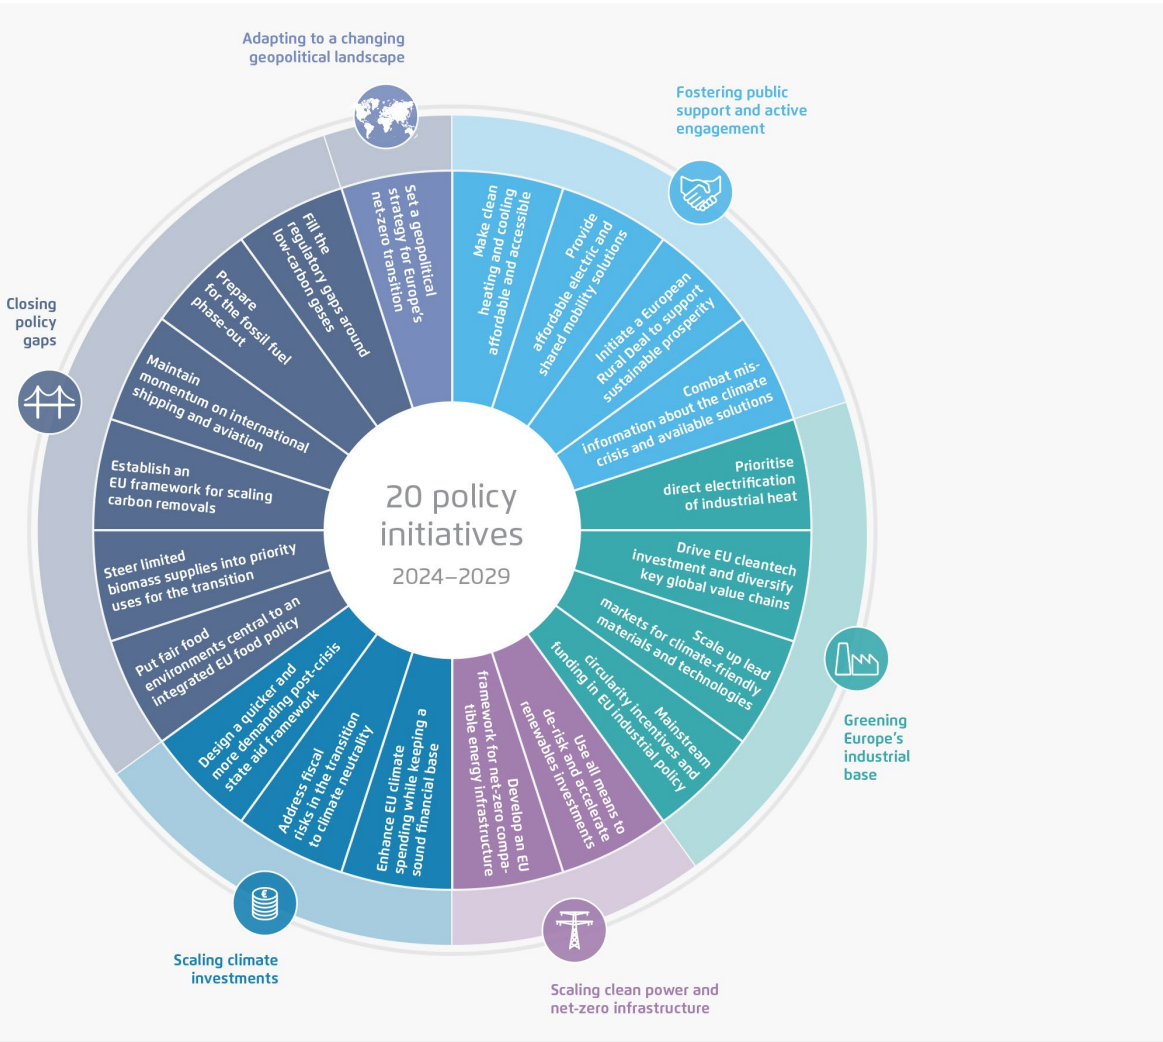 Adapting to a changing
geopolitical landscape
Fostering public
support and active
engagement
Closing
policy
gaps
Greening
Europe's
industrial
base
Scaling climate
investments
Scaling clean power and
net-zero infrastructure
20 policy
initiatives
2024–2029
Make clean
heating and cooling
affordable and accessible
Provide
affordable electric and
shared mobility solutions
Initiate a European
Rural Deal to support
sustainable prosperity
Combat mis-
information about the climate
crisis and available solutions
Prioritise
direct electrification
of industrial heat
Drive EU cleantech
investment and diversify
key global value chains
Scale up lead
markets for climate-friendly
materials and technologies
Mainstream
circularity incentives and
funding in EU industrial policy
Use all means to
de-risk and accelerate
renewables investments
Develop an EU
framework for net-zero compa-
tible energy infrastructure
Enhance EU climate
spending while keeping a
sound financial base
Address fiscal
risks in the transition
to climate neutrality
Design a quicker and
more demanding post-crisis
state aid framework
Put fair food
environments central to an
integrated EU food policy
Steer limited
biomass supplies into priority
uses for the transition
Establish an
EU framework for scaling
carbon removals
Maintain
momentum on international
shipping and aviation
Prepare
for the fossil fuel
phase-out
Fill the
regulatory gaps around
low-carbon gases
Set a geopolitical
strategy for Europe's
net-zero transition
€